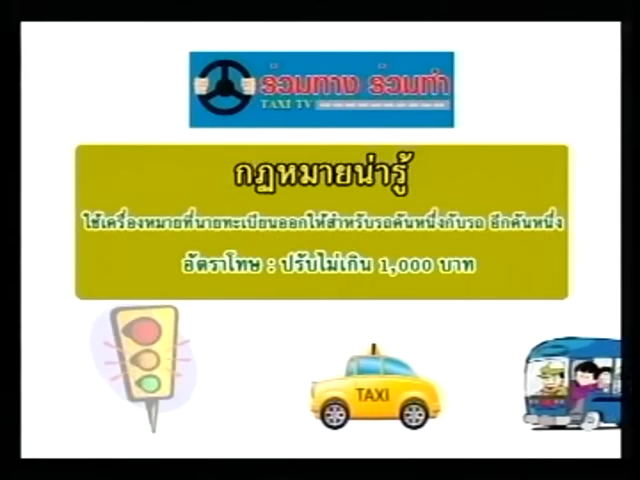 ร่วมทาง ร่วมทำ
TAXI TV
กฎหมายน่ารู้
ใช้เครื่องหมายที่นายทะเบียนออกให้สำหรับรถคันหนึ่งกับรถ อีกคันหนึ่ง
อัตราโทษ : ปรับไม่เกิน 1,000 บาท
TAXI